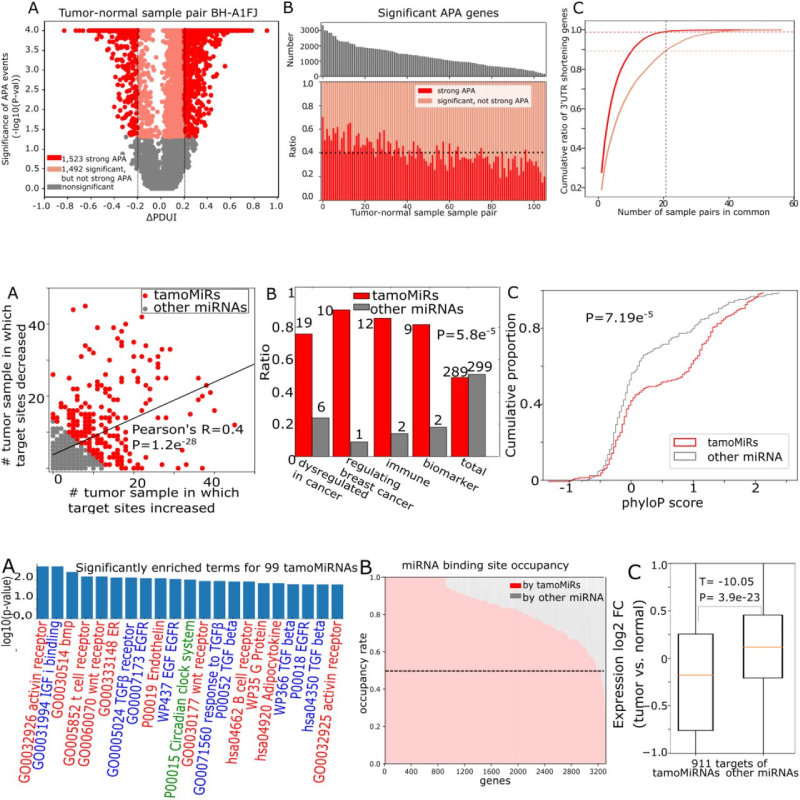 A
Tumor-normal sample pair BH-A1FJ
Significance of APA events
(-log10(P-val))
4.0
3.5
3.0
2.5
2.0
1.5
1.0
0.5
0.0
1,523 strong APA
1,492 significant,
but not strong APA
nonsignificant
-1.0 -0.8 -0.6 -0.4 -0.2 0.0 0.2 0.4 0.6 0.8 1.0
ΔPDUI
B
Significant APA genes
Number
3000
2000
1000
0
strong APA
significant, not strong APA
Ratio
1.0
0.8
0.6
0.4
0.2
0.0
0 20 40 60 80 100
Tumor-normal sample sample pair
C
Cumulative ratio of 3'UTR shortening genes
1.0
0.8
0.6
0.4
0.2
0 20 40 60
Number of sample pairs in common
A
tamoMiRs
other miRNAs
# tumor sample in which
target sites decreased
40
20
0
Pearson's R=0.4
P=1.2e-28
0 20 40
# tumor sample in which
target sites increased
B
tamoMiRs
other miRNAs
P=5.8e-5
Ratio
1
0.8
0.6
0.4
0.2
0
19
6
10
1
12
2
9
2
289
299
dysregulated
in cancer
regulating
breast cancer
immune
biomarker
total
C
P=7.19e-5
Cumulative proportion
0.8
0.4
0.0
tamoMiRs
other miRNA
-1 0 1 2
phyloP score
A
Significantly enriched terms for 99 tamoMiRNAs
log10(p-value)
2.0
1.0
0.0
GO0032926 activin receptor
GO0031994 IGF i binding
GO0030514 bmp
GO005852 t cell receptor
GO0060070 wnt receptor
GO0033148 ER
GO0005024 TGFβ receptor
GO0007173 EGFR
P00019 Endothelin
WP437 EGF EGFR
P00015 Circadian clock system
GO0030177 wnt receptor
GO0071560 response to TGFβ
P00052 TGF beta
hsa04662 B cell receptor
WP35 G Protein
hsa04920 Adipocytokine
WP366 TGF beta
P00018 EGFR
hsa04350 TGF beta
GO0032925 activin receptor
B
miRNA binding site occupancy
by tamoMiRs
by other miRNA
occupancy rate
1.0
0.8
0.6
0.4
0.2
0.0
0 800 1600 2400 3200
genes
C
T= -10.05
P= 3.9e-23
Expression log2 FC
(tumor vs. normal)
1.0
0.5
0
-0.5
-1.0
911 targets of
tamoMiRNAs other miRNAs